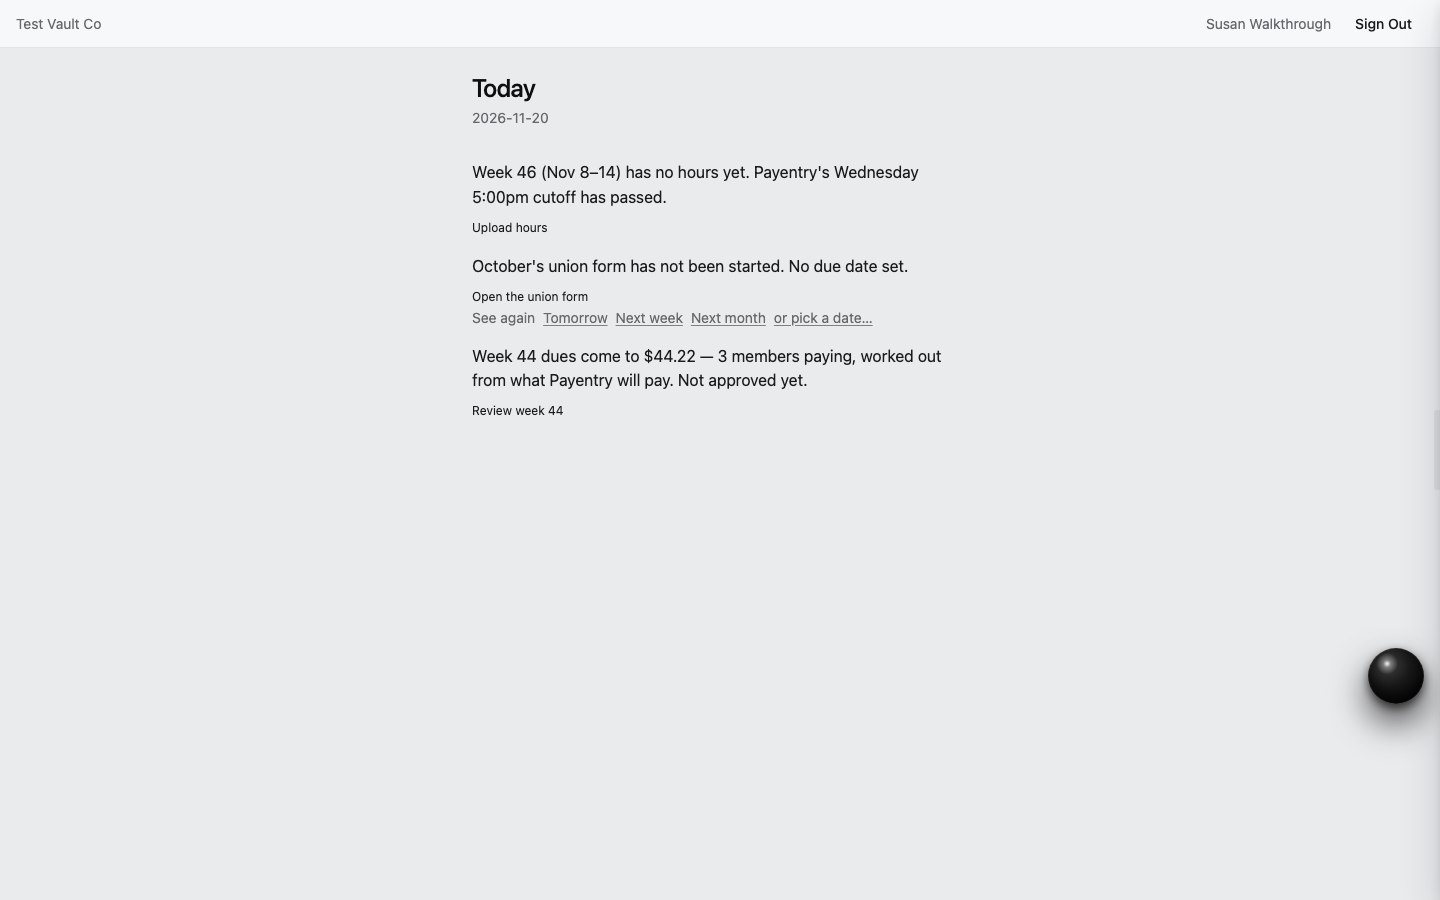 Test Vault Co
Susan Walkthrough
Sign Out
Today
2026-11-20
Week 46 (Nov 8–14) has no hours yet. Payentry's Wednesday
5:00pm cutoff has passed.
Upload hours
October's union form has not been started. No due date set.
Open the union form
See again Tomorrow Next week Next month or pick a date…
Week 44 dues come to $44.22 — 3 members paying, worked out
from what Payentry will pay. Not approved yet.
Review week 44